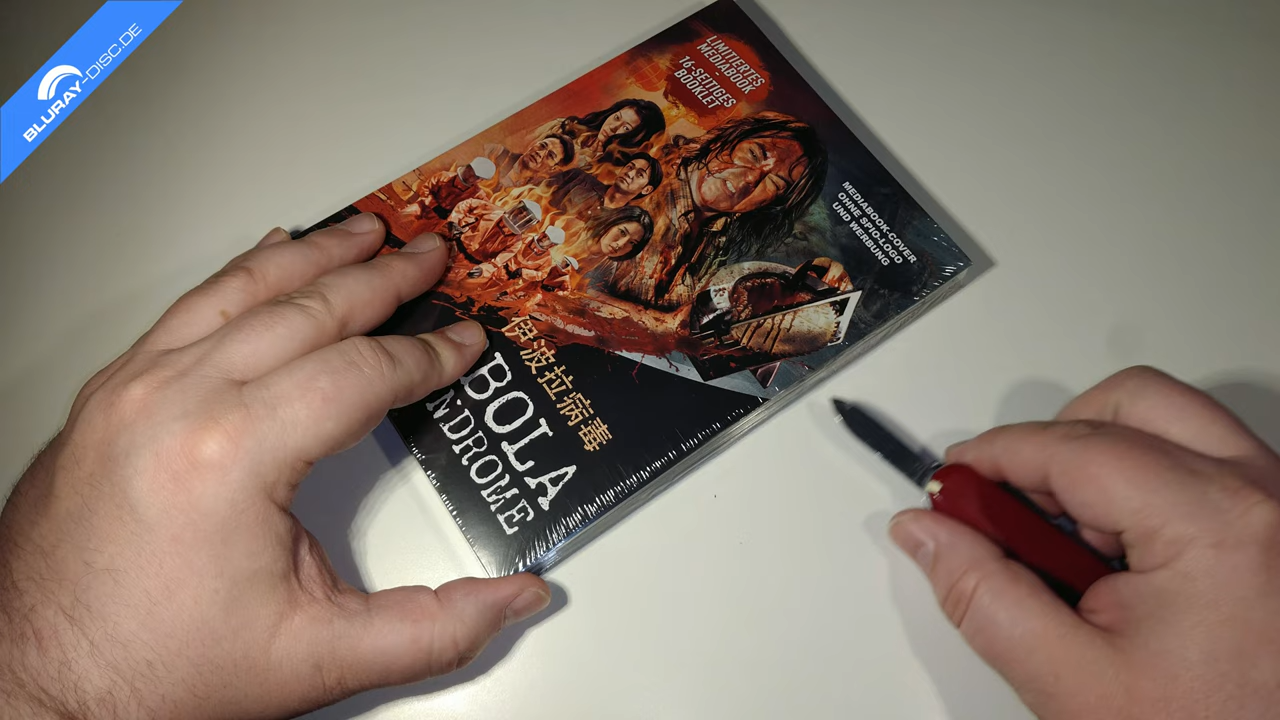 BLURAY-DISC.DE
LIMITIERTES
MEDIABOOK
-
16-SEITIGES
BOOKLET
MEDIABOOK-COVER
OHNE SPIO-LOGO
UND WERBUNG
伊波拉病毒
BOLA
NDROME